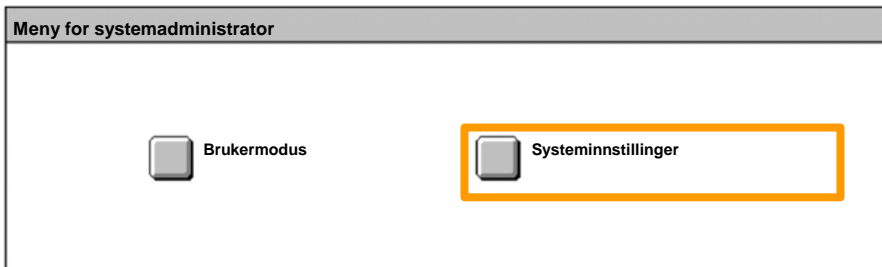 Meny for systemadministrator
Brukermodus
Systeminnstillinger